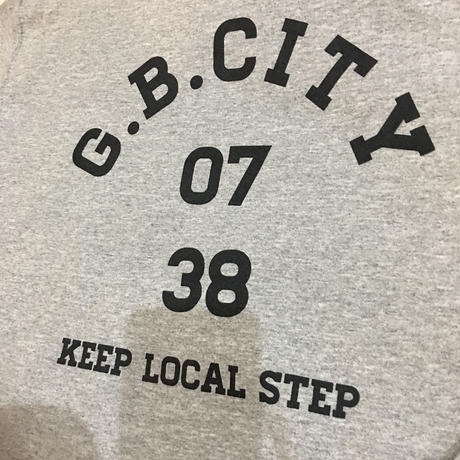 G.B.CITY
07
38
KEEP LOCAL STEP